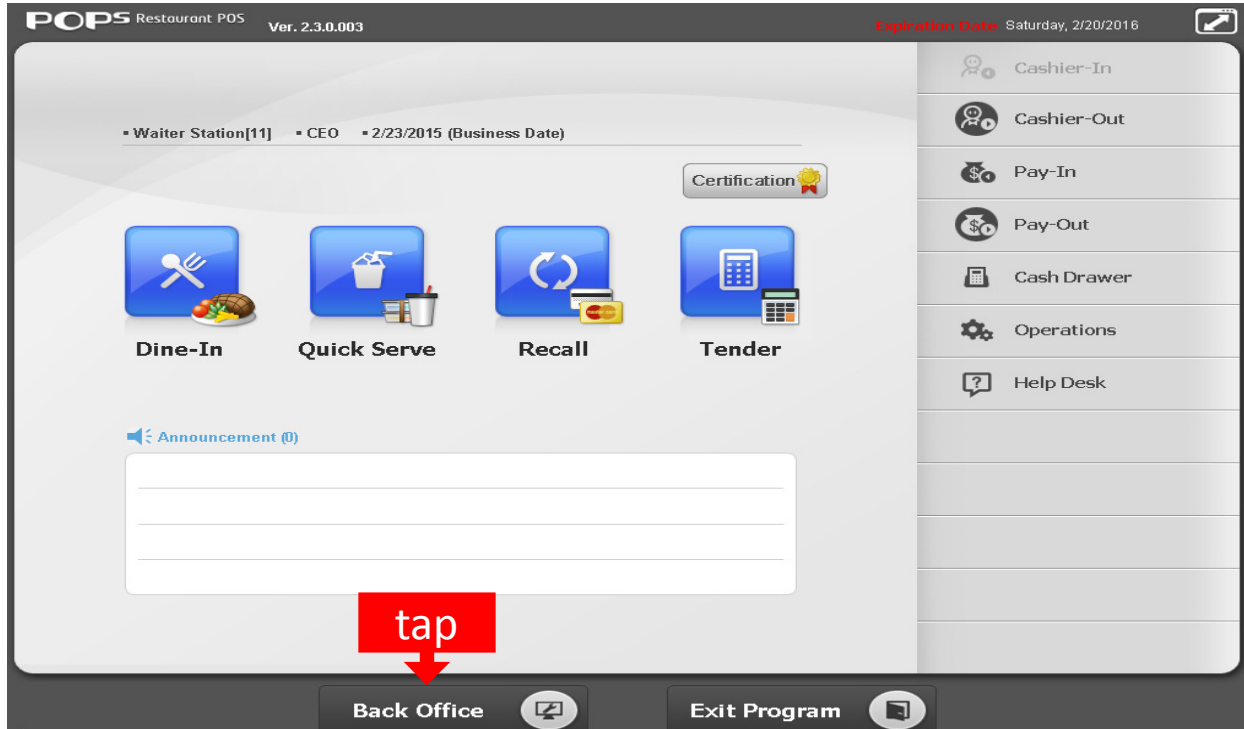 POPS Restaurant POS Ver. 2.3.0.003 Expiration Date Saturday, 2/20/2016
▪ Waiter Station[11] ▪ CEO ▪ 2/23/2015 (Business Date)
Certification
Dine-In Quick Serve Recall Tender
Announcement (0)
tap
Back Office Exit Program
Cashier-In
Cashier-Out
Pay-In
Pay-Out
Cash Drawer
Operations
Help Desk